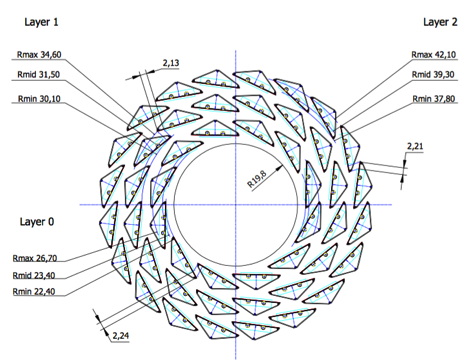 Layer 1
Layer 2
Rmax 34,60
2,13
Rmax 42,10
Rmid 31,50
Rmid 39,30
Rmin 30,10
Rmin 37,80
2,21
R19,8
Layer 0
Rmax 26,70
Rmid 23,40
Rmin 22,40
2,24